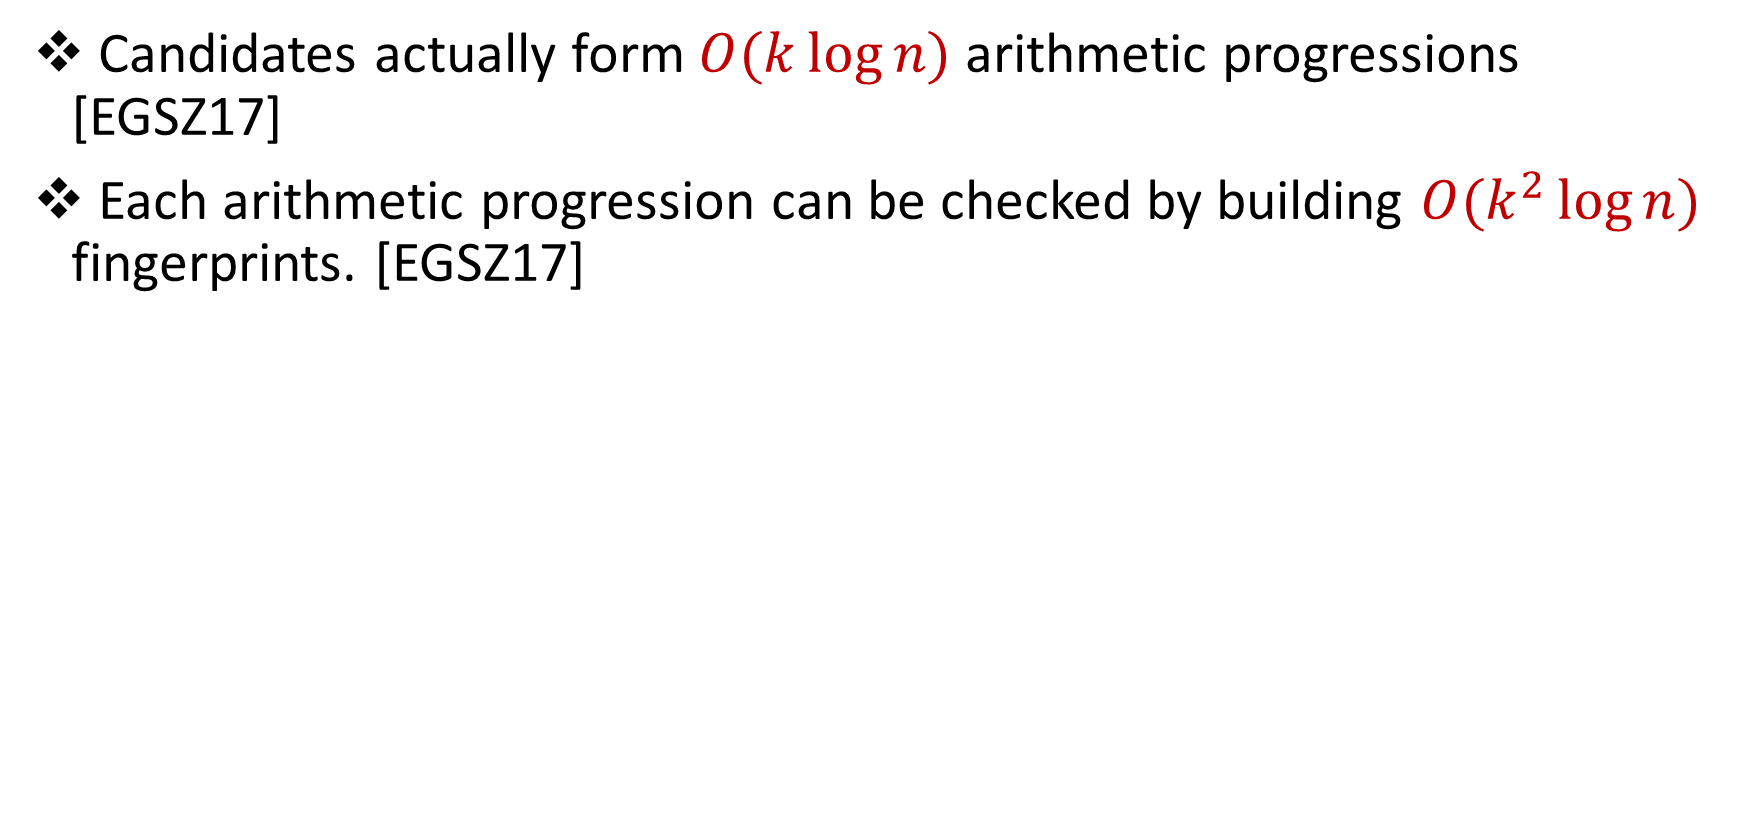 ❖ Candidates actually form O(k log n) arithmetic progressions
[EGSZ17]
❖ Each arithmetic progression can be checked by building O(k² log n)
fingerprints. [EGSZ17]